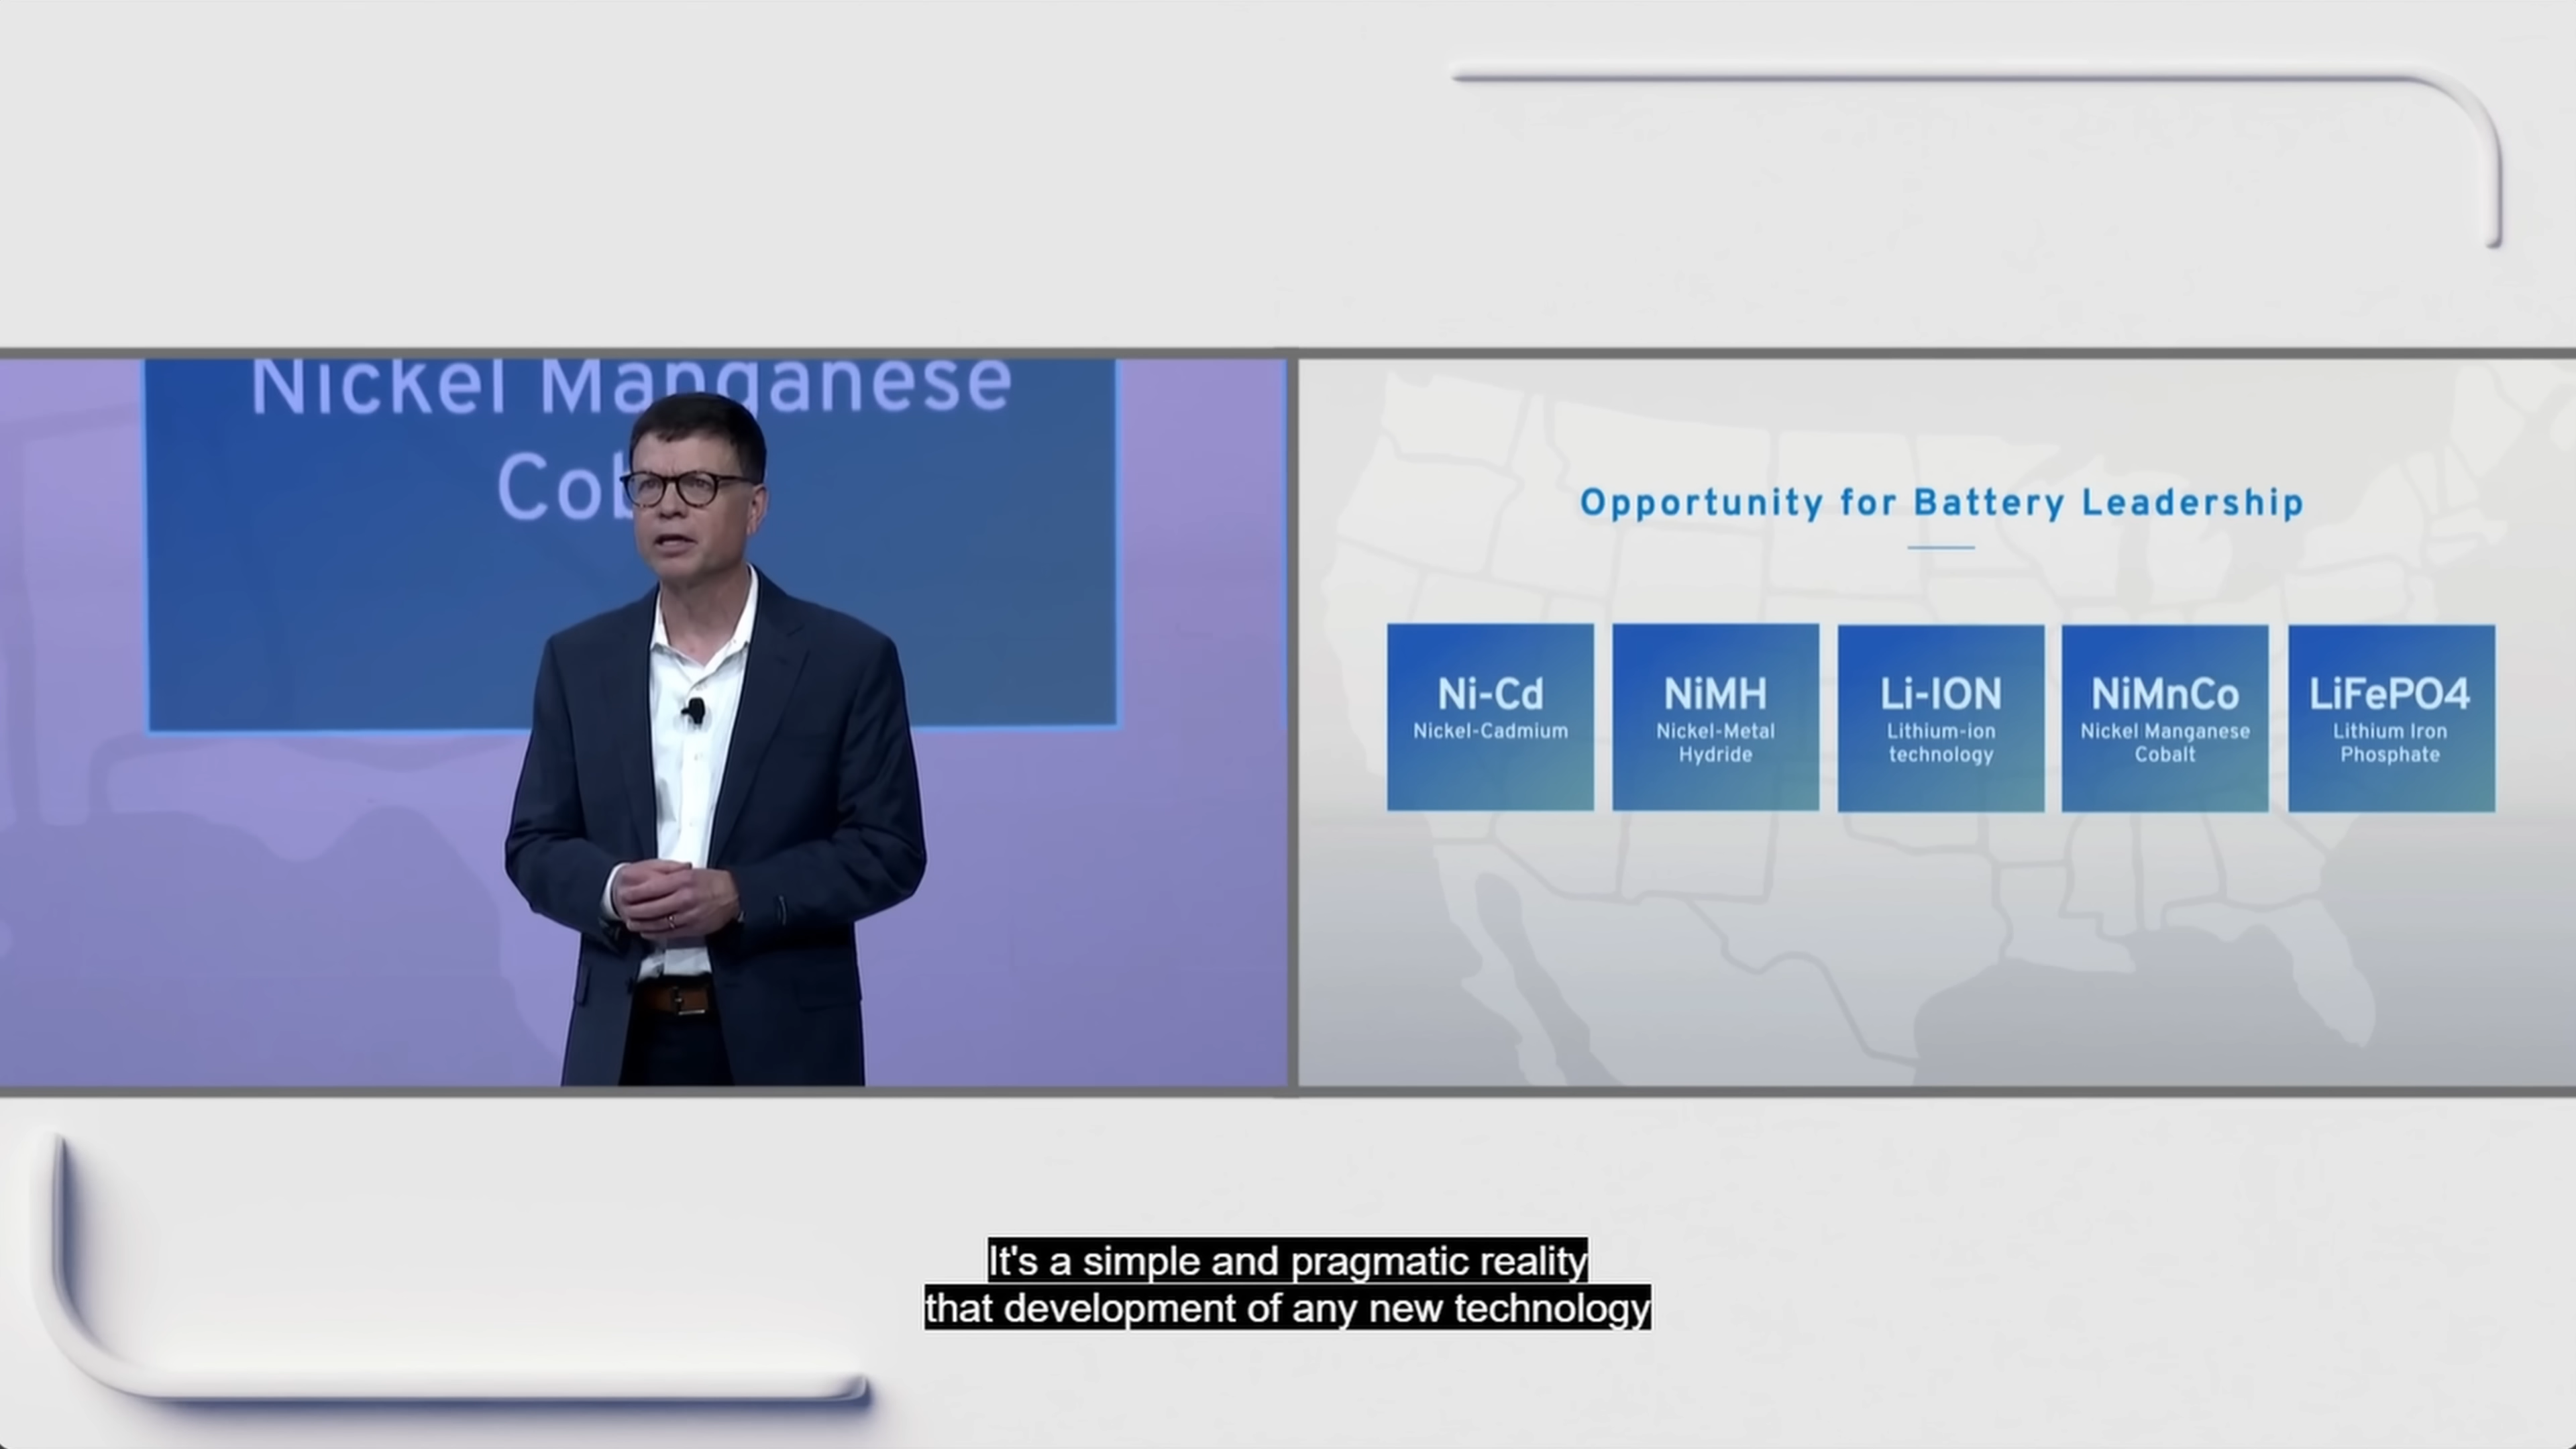 Nickel Manganese
Cob
Opportunity for Battery Leadership
Ni-Cd
Nickel-Cadmium
NiMH
Nickel-Metal
Hydride
Li-ION
Lithium-ion
technology
NiMnCo
Nickel Manganese
Cobalt
LiFePO4
Lithium Iron
Phosphate
It's a simple and pragmatic reality
that development of any new technology